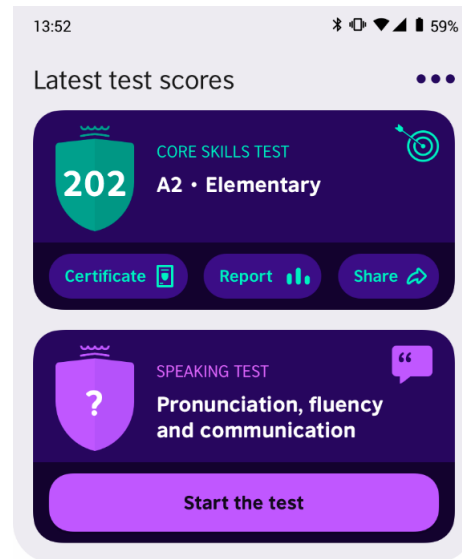 13:52 59%
Latest test scores
202
CORE SKILLS TEST
A2 • Elementary
Certificate Report Share
?
SPEAKING TEST
“
Pronunciation, fluency
and communication
Start the test